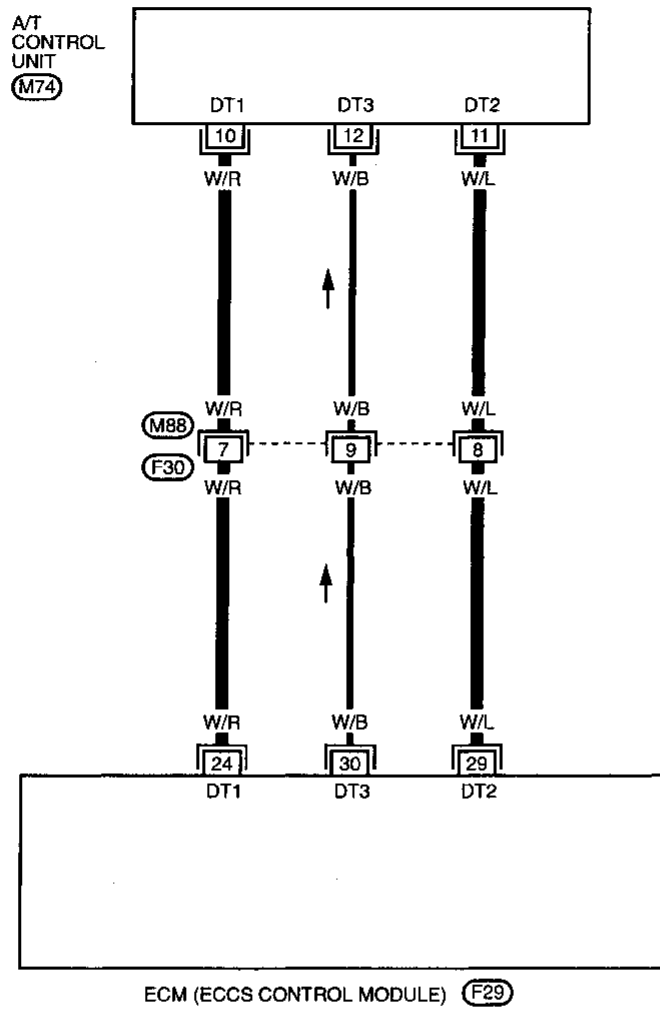 A/T
CONTROL
UNIT
M74
DT1 DT3 DT2
10 12 11
W/R W/B W/L
W/R W/B W/L
M88
7 9 8
F30
W/R W/B W/L
W/R W/B W/L
24 30 29
DT1 DT3 DT2
ECM (ECCS CONTROL MODULE) F29